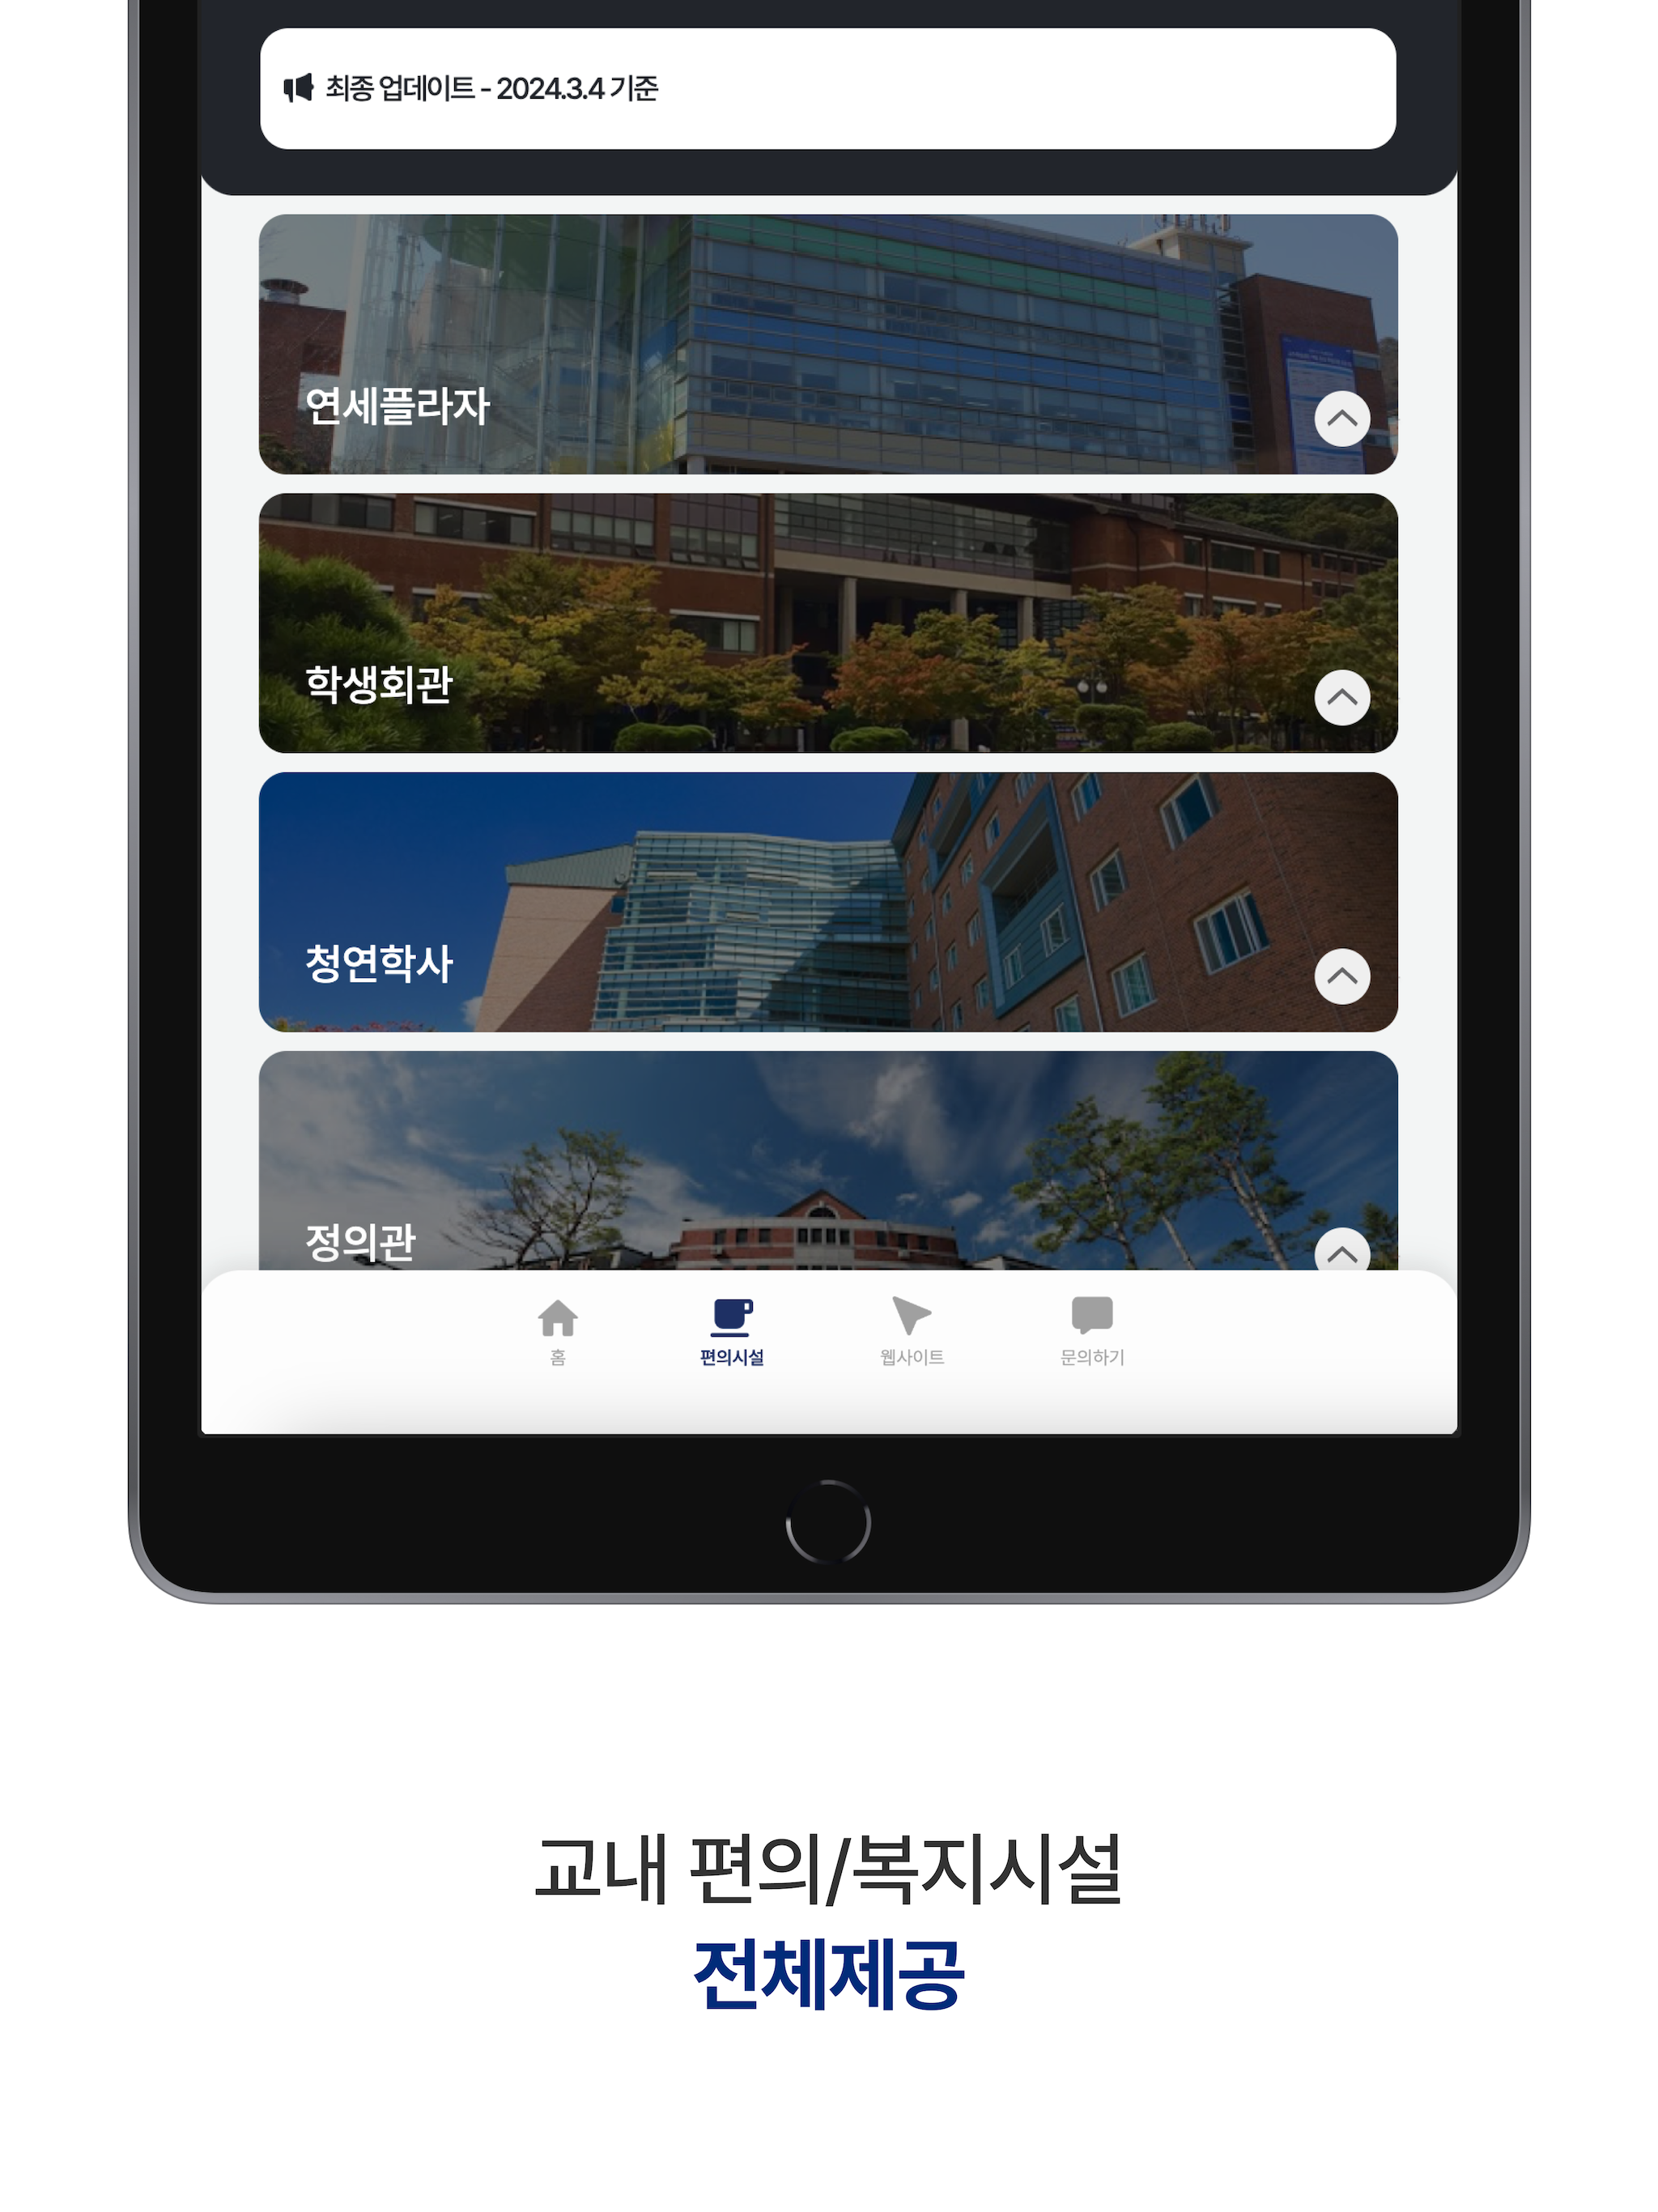 최종 업데이트 - 2024.3.4 기준
연세플라자
학생회관
청연학사
정의관
홈
편의시설
웹사이트
문의하기
교내 편의/복지시설
전체제공